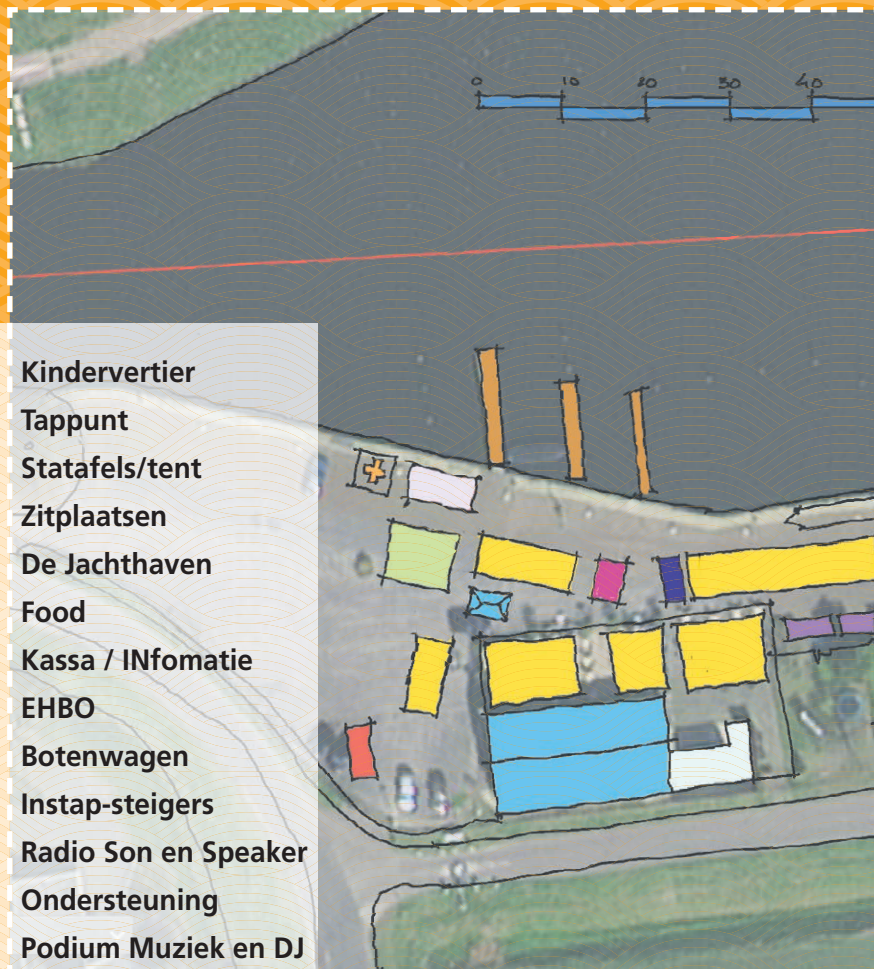 0 10 20 30 40
Kindervertier
Tappunt
Statafels/tent
Zitplaatsen
De Jachthaven
Food
Kassa / INfomatie
EHBO
Botenwagen
Instap-steigers
Radio Son en Speaker
Ondersteuning
Podium Muziek en DJ